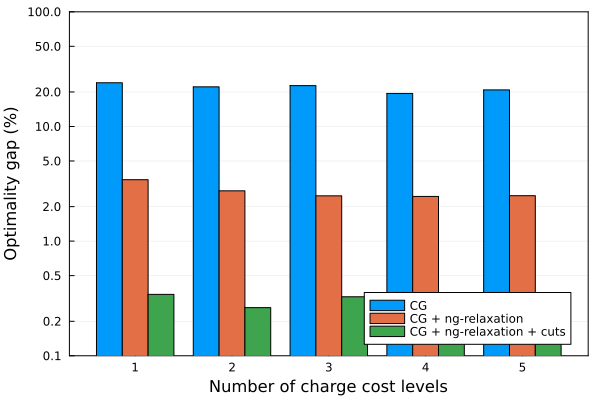 100.0
50.0
20.0
10.0
5.0
2.0
1.0
0.5
0.2
0.1
Optimality gap (%)
CG
CG + ng-relaxation
CG + ng-relaxation + cuts
1 2 3 4 5
Number of charge cost levels